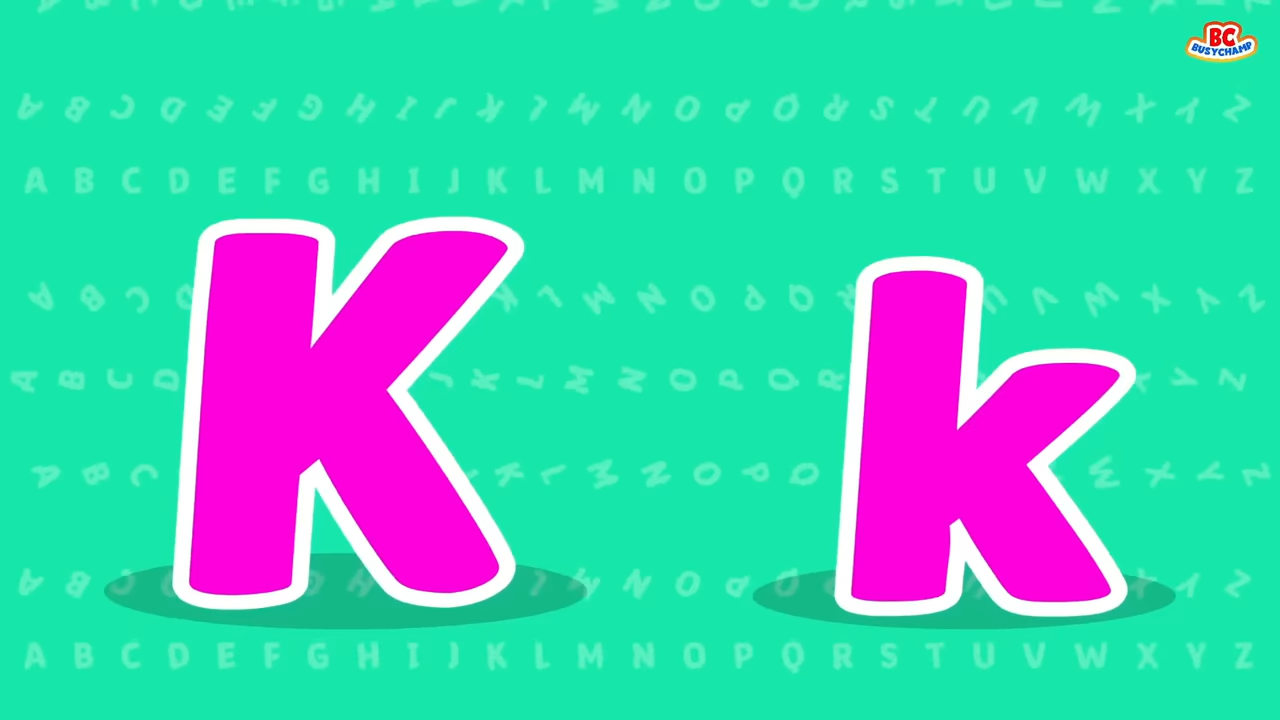 BC
BUSYCHAMP
A B C D E F G H I J K L M N O P Q R S T U V W X Y Z
A B C D E F G H I J K L M N O P Q R S T U V W X Y Z
K k
A B C D K L M N O P Q R U V W X Y Z
A B C D J K L M N O P Q R X Y Z
A B C K L M N O P Q W X Y Z
A B C G H L M N O P Q X Y Z
A B C D E F G H I J K L M N O P Q R S T U V W X Y Z